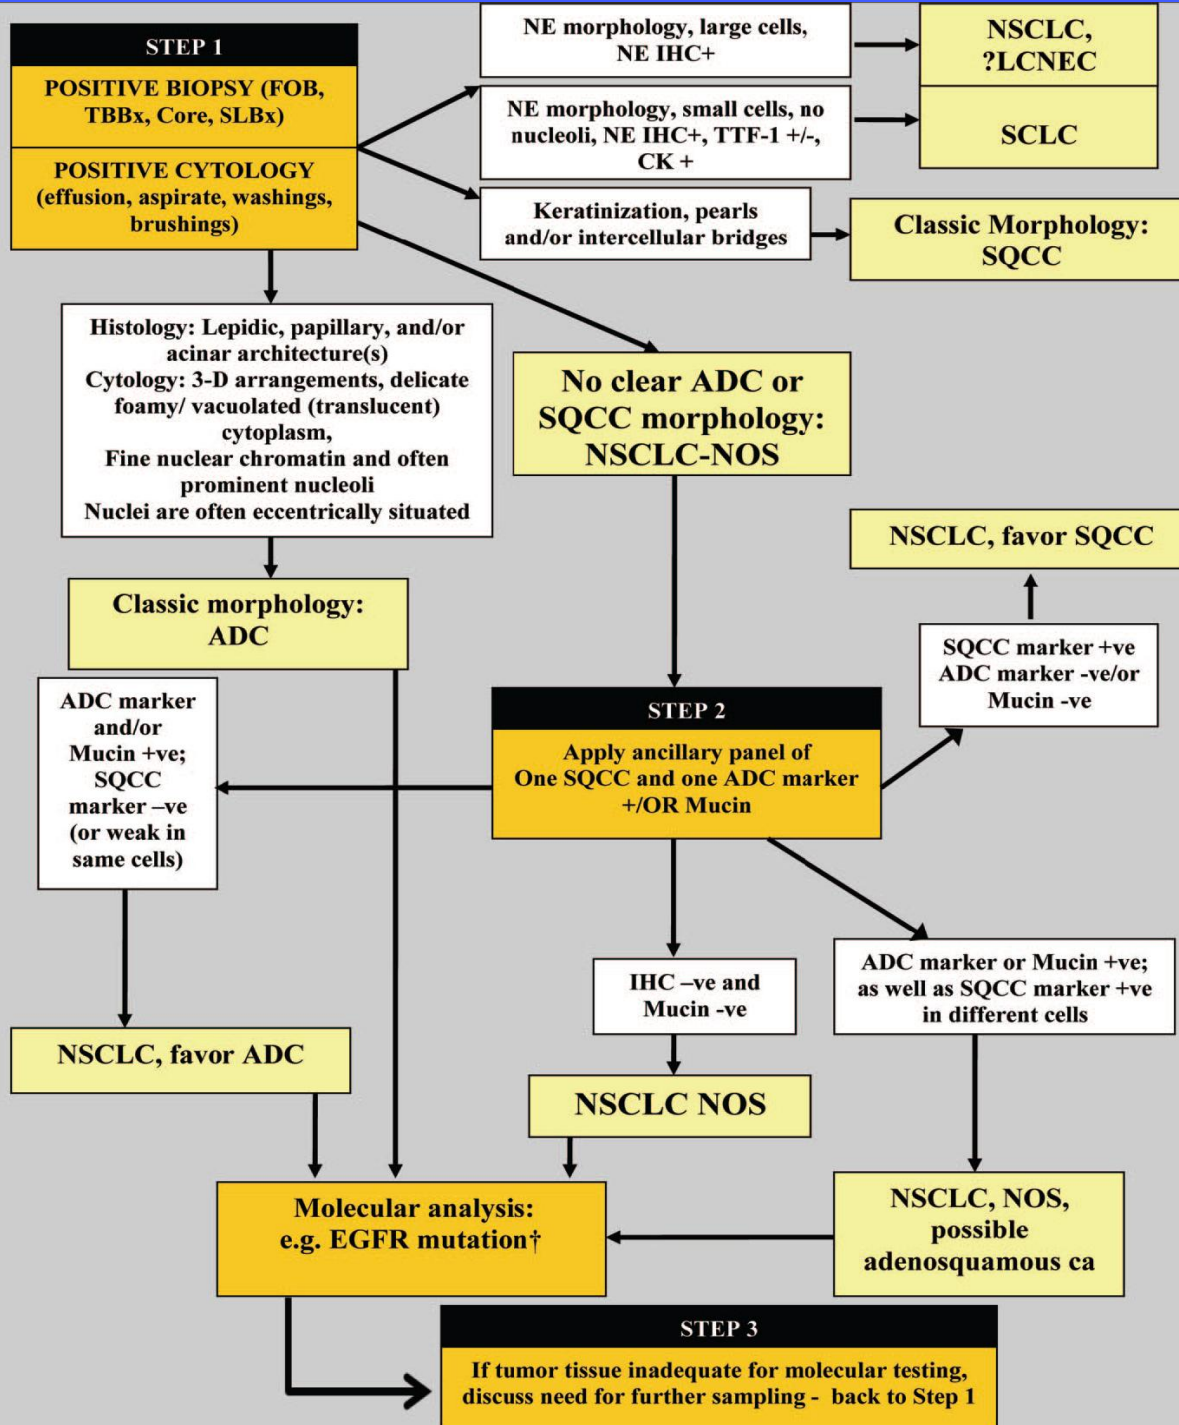 STEP 1
POSITIVE BIOPSY (FOB,
TBBx, Core, SLBx)
POSITIVE CYTOLOGY
(effusion, aspirate, washings,
brushings)
NE morphology, large cells,
NE IHC+
NSCLC,
?LCNEC
NE morphology, small cells, no
nucleoli, NE IHC+, TTF-1 +/-,
CK +
SCLC
Keratinization, pearls
and/or intercellular bridges
Classic Morphology:
SQCC
Histology: Lepidic, papillary, and/or
acinar architecture(s)
Cytology: 3-D arrangements, delicate
foamy/ vacuolated (translucent)
cytoplasm,
Fine nuclear chromatin and often
prominent nucleoli
Nuclei are often eccentrically situated
No clear ADC or
SQCC morphology:
NSCLC-NOS
Classic morphology:
ADC
NSCLC, favor SQCC
SQCC marker +ve
ADC marker -ve/or
Mucin -ve
STEP 2
Apply ancillary panel of
One SQCC and one ADC marker
+/OR Mucin
ADC marker
and/or
Mucin +ve;
SQCC
marker –ve
(or weak in
same cells)
IHC –ve and
Mucin -ve
ADC marker or Mucin +ve;
as well as SQCC marker +ve
in different cells
NSCLC, favor ADC
NSCLC NOS
NSCLC, NOS,
possible
adenosquamous ca
Molecular analysis:
e.g. EGFR mutation†
STEP 3
If tumor tissue inadequate for molecular testing,
discuss need for further sampling - back to Step 1